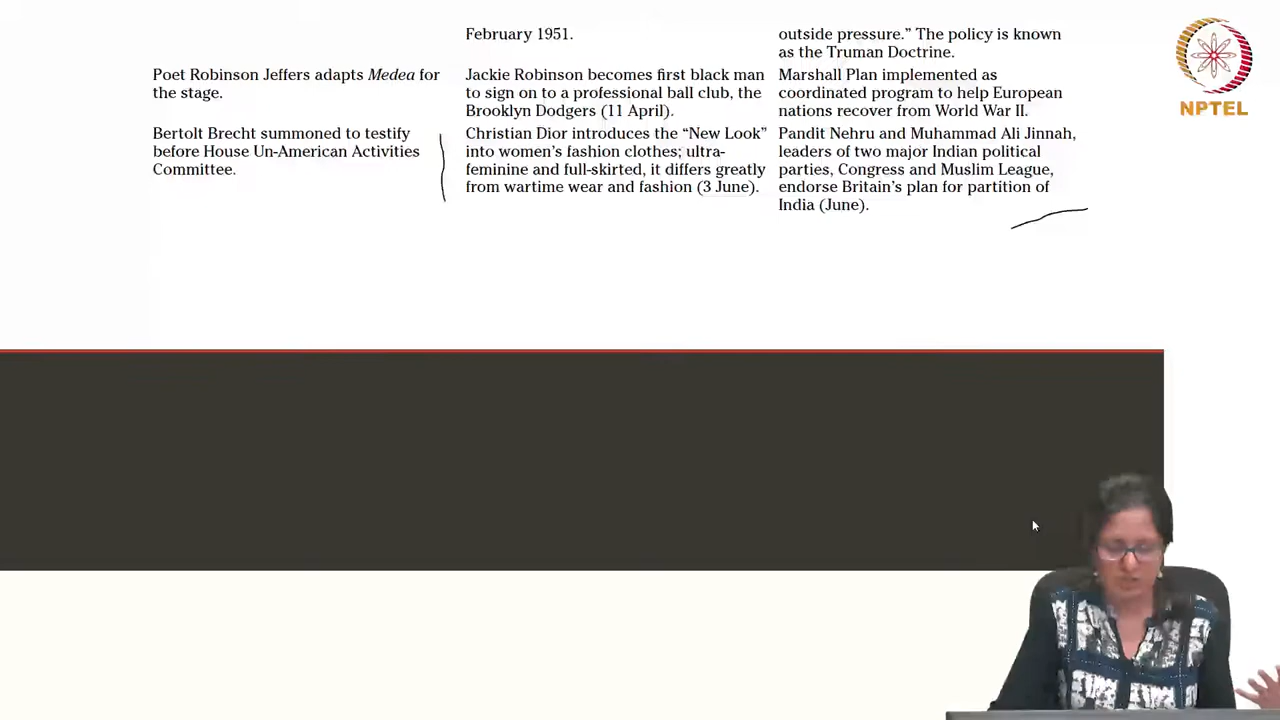 February 1951.
outside pressure.” The policy is known
as the Truman Doctrine.
Poet Robinson Jeffers adapts Medea for
the stage.
Jackie Robinson becomes first black man
to sign on to a professional ball club, the
Brooklyn Dodgers (11 April).
Marshall Plan implemented as
coordinated program to help European
nations recover from World War II.
Bertolt Brecht summoned to testify
before House Un-American Activities
Committee.
Christian Dior introduces the “New Look”
into women’s fashion clothes; ultra-
feminine and full-skirted, it differs greatly
from wartime wear and fashion (3 June).
Pandit Nehru and Muhammad Ali Jinnah,
leaders of two major Indian political
parties, Congress and Muslim League,
endorse Britain’s plan for partition of
India (June).
NPTEL